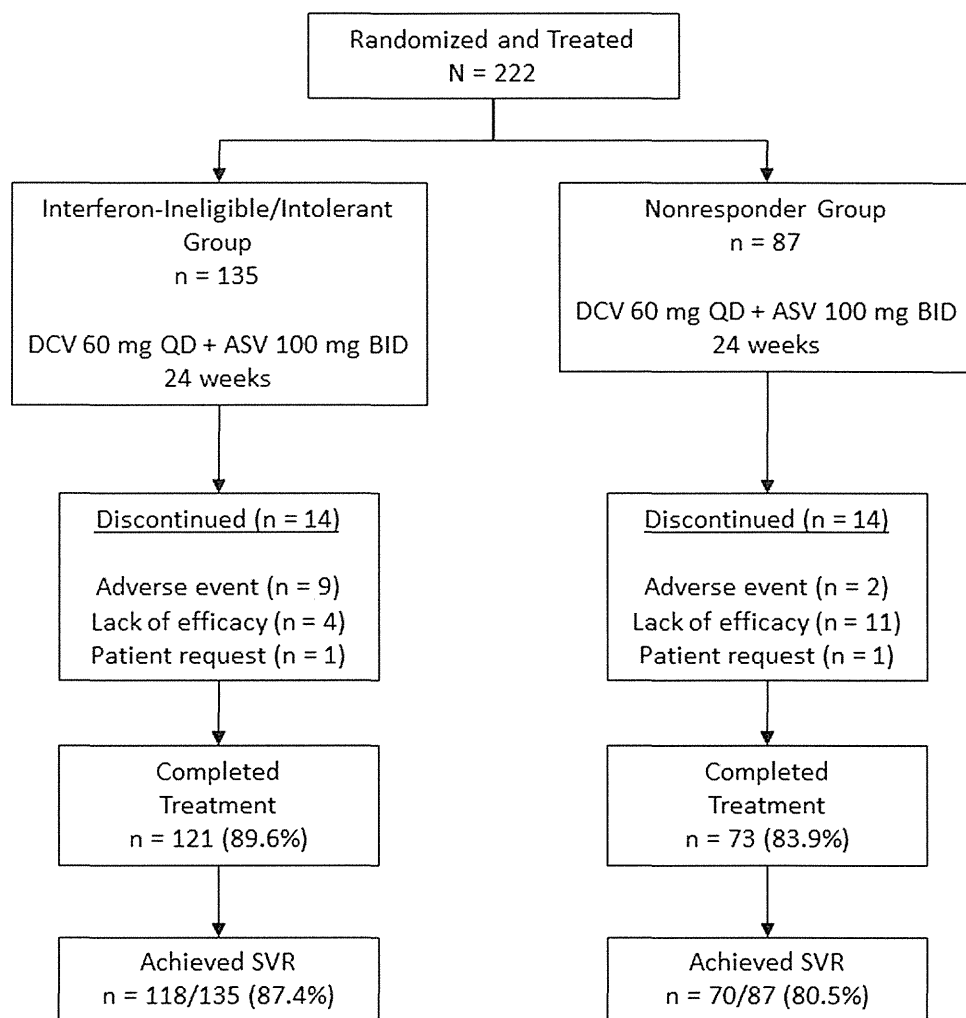 Randomized and Treated
N = 222
Interferon-Ineligible/Intolerant
Group
n = 135
DCV 60 mg QD + ASV 100 mg BID
24 weeks
Nonresponder Group
n = 87
DCV 60 mg QD + ASV 100 mg BID
24 weeks
Discontinued (n = 14)
Adverse event (n = 9)
Lack of efficacy (n = 4)
Patient request (n = 1)
Discontinued (n = 14)
Adverse event (n = 2)
Lack of efficacy (n = 11)
Patient request (n = 1)
Completed
Treatment
n = 121 (89.6%)
Completed
Treatment
n = 73 (83.9%)
Achieved SVR
n = 118/135 (87.4%)
Achieved SVR
n = 70/87 (80.5%)